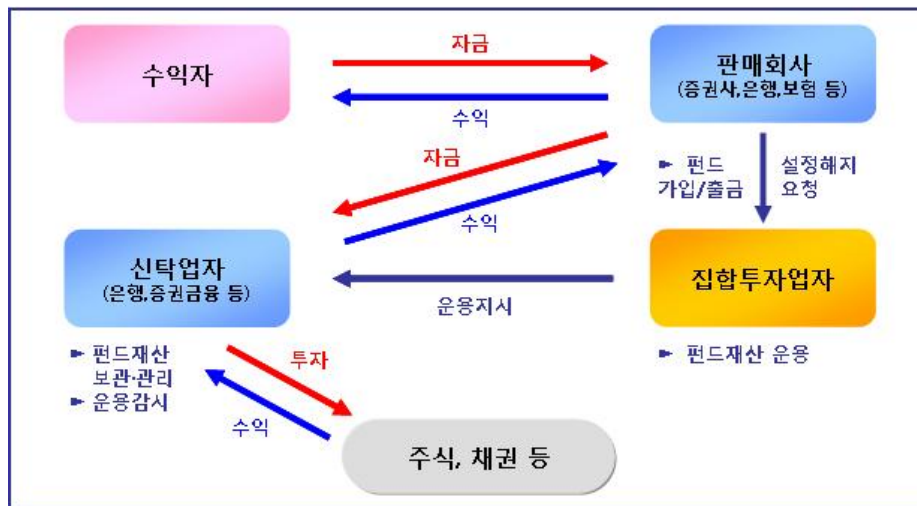 자금
수익자
판매회사
(증권사,은행,보험 등)
수익
자금
► 펀드
가입/출금
설정해지
요청
수익
신탁업자
(은행,증권금융 등)
집합투자업자
운용지시
► 펀드재산
보관·관리
► 운용감시
투자
► 펀드재산 운용
수익
주식, 채권 등